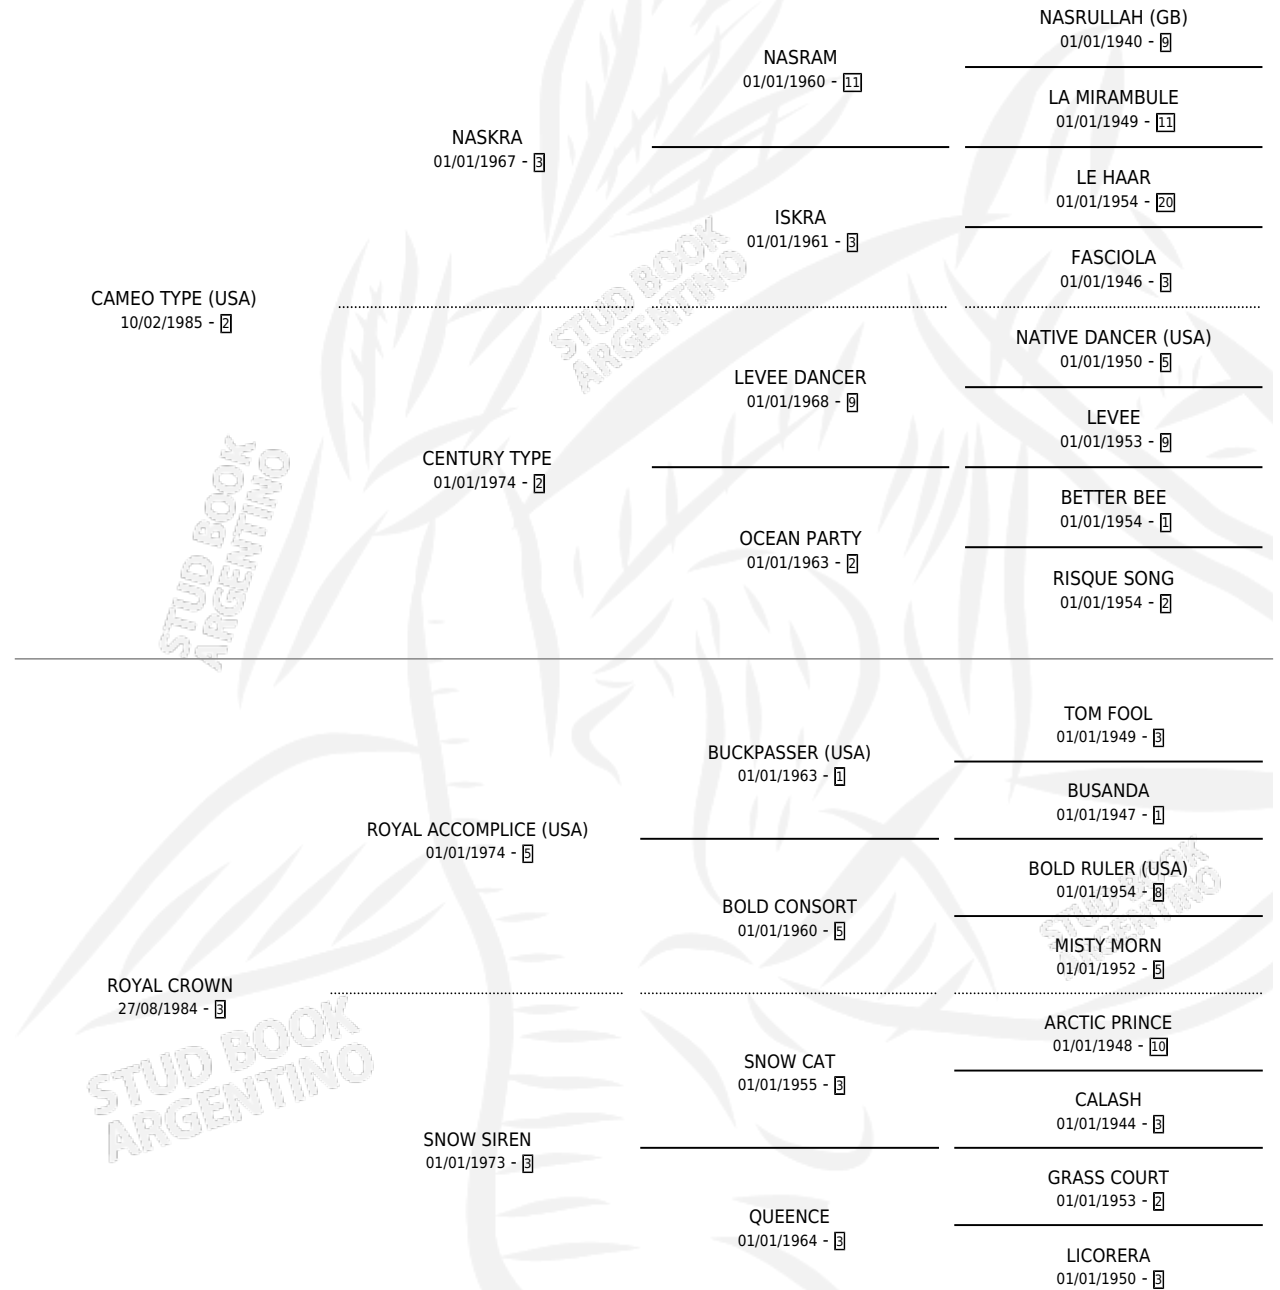 NASRULLAH (GB)
01/01/1940 - 9
NASRAM
01/01/1960 - 11
LA MIRAMBULE
01/01/1949 - 11
NASKRA
01/01/1967 - 3
LE HAAR
01/01/1954 - 20
ISKRA
01/01/1961 - 3
FASCIOLA
01/01/1946 - 3
CAMEO TYPE (USA)
10/02/1985 - 2
NATIVE DANCER (USA)
01/01/1950 - 5
LEVEE DANCER
01/01/1968 - 9
LEVEE
01/01/1953 - 9
CENTURY TYPE
01/01/1974 - 2
BETTER BEE
01/01/1954 - 1
OCEAN PARTY
01/01/1963 - 2
RISQUE SONG
01/01/1954 - 2
STUD BOOK
ARGENTINO
STUD BOOK
ARGENTINO
TOM FOOL
01/01/1949 - 3
BUCKPASSER (USA)
01/01/1963 - 1
BUSANDA
01/01/1947 - 1
ROYAL ACCOMPLICE (USA)
01/01/1974 - 5
BOLD RULER (USA)
01/01/1954 - 8
BOLD CONSORT
01/01/1960 - 5
MISTY MORN
01/01/1952 - 5
ROYAL CROWN
27/08/1984 - 3
ARCTIC PRINCE
01/01/1948 - 10
SNOW CAT
01/01/1955 - 3
CALASH
01/01/1944 - 3
SNOW SIREN
01/01/1973 - 3
GRASS COURT
01/01/1953 - 2
QUEENCE
01/01/1964 - 3
LICORERA
01/01/1950 - 3
STUD BOOK
ARGENTINO
STUD BOOK
ARGENTINO